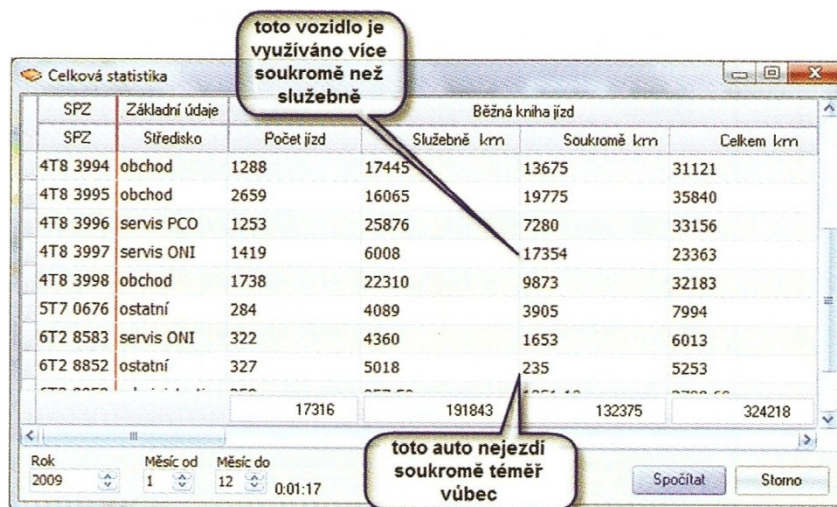 toto vozidlo je
využíváno více
soukromě než
služebně
Celková statistika
SPZ Základní údaje Běžná kniha jízd
SPZ Středisko Počet jízd Služebně km Soukromě km Celkem km
4T8 3994 obchod 1288 17445 13675 31121
4T8 3995 obchod 2659 16065 19775 35840
4T8 3996 servis PCO 1253 25876 7280 33156
4T8 3997 servis ONI 1419 6008 17354 23363
4T8 3998 obchod 1738 22310 9873 32183
5T7 0676 ostatní 284 4089 3905 7994
6T2 8583 servis ONI 322 4360 1653 6013
6T2 8852 ostatní 327 5018 235 5253
17316 191843 132375 324218
toto auto nejezdí
soukromě téměř
vůbec
Rok Měsíc od Měsíc do
2009 1 12 0:01:17 Spočítat Storno